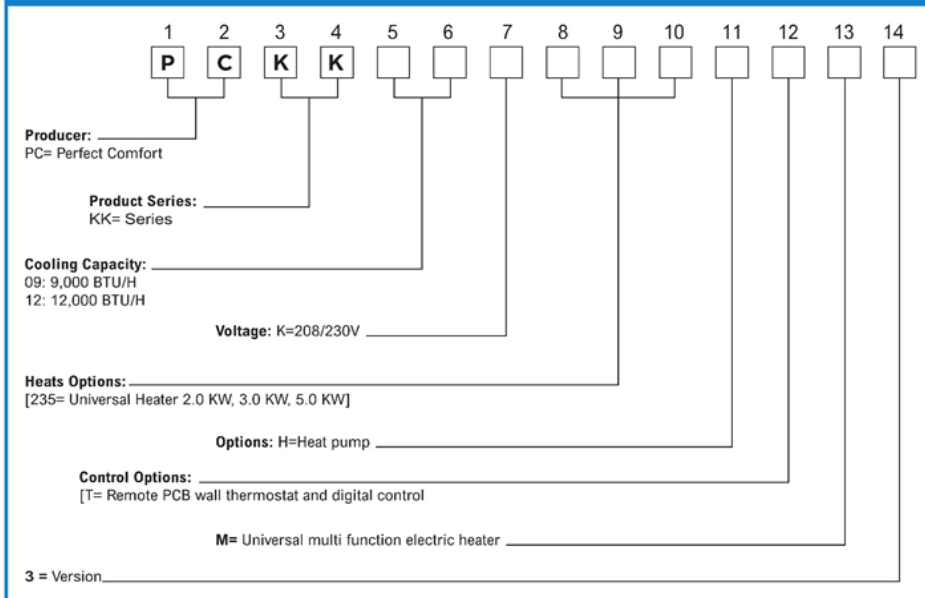 1 2 3 4 5 6 7 8 9 10 11 12 13 14
P C K K
Producer:
PC= Perfect Comfort
Product Series:
KK= Series
Cooling Capacity:
09: 9,000 BTU/H
12: 12,000 BTU/H
Voltage: K=208/230V
Heats Options:
[235= Universal Heater 2.0 KW, 3.0 KW, 5.0 KW]
Options: H=Heat pump
Control Options:
[T= Remote PCB wall thermostat and digital control
M= Universal multi function electric heater
3 = Version